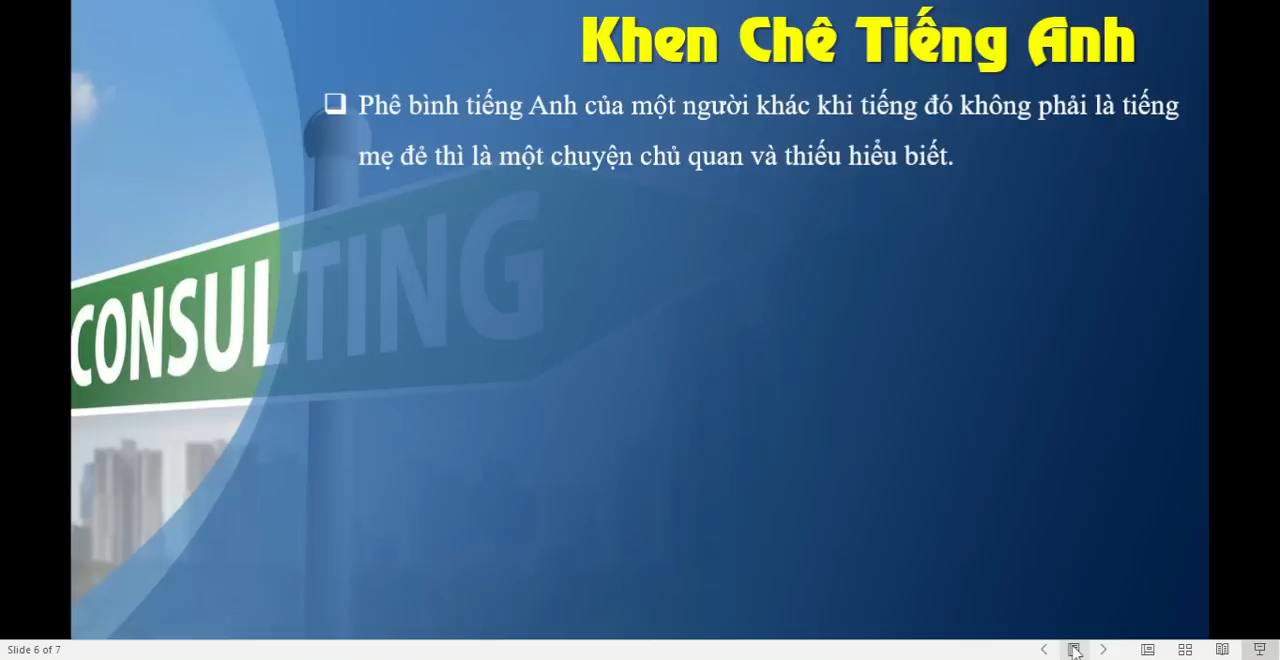 Khen Chê Tiếng Anh
Phê bình tiếng Anh của một người khác khi tiếng đó không phải là tiếng
mẹ đẻ thì là một chuyện chủ quan và thiếu hiểu biết.
CONSULTING
Slide 6 of 7